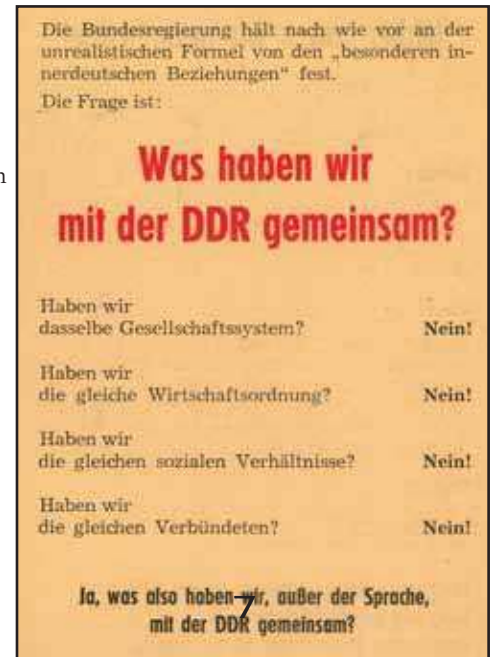 Die Bundesregierung hält nach wie vor an der
unrealistischen Formel von den „besonderen in-
nerdeutschen Beziehungen“ fest.
Die Frage ist:
Was haben wir
mit der DDR gemeinsam?
Haben wir
dasselbe Gesellschaftssystem? Nein!
Haben wir
die gleiche Wirtschaftsordnung? Nein!
Haben wir
die gleichen sozialen Verhältnisse? Nein!
Haben wir
die gleichen Verbündeten? Nein!
Ja, was also haben wir, außer der Sprache,
mit der DDR gemeinsam?
7